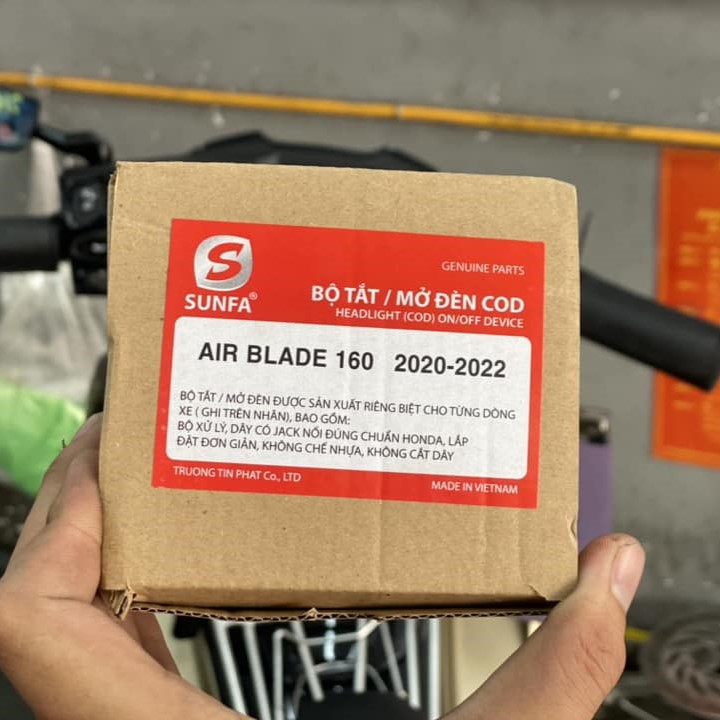 S
SUNFA®
GENUINE PARTS
BỘ TẮT / MỞ ĐÈN COD
HEADLIGHT (COD) ON/OFF DEVICE
AIR BLADE 160 2020-2022
BỘ TẮT / MỞ ĐÈN ĐƯỢC SẢN XUẤT RIÊNG BIỆT CHO TỪNG DÒNG
XE ( GHI TRÊN NHÃN), BAO GỒM:
BỘ XỬ LÝ, DÂY CÓ JACK NỐI ĐÚNG CHUẨN HONDA, LẮP
ĐẶT ĐƠN GIẢN, KHÔNG CHẾ NHỰA, KHÔNG CẮT DÂY
TRUONG TIN PHAT Co., LTD
MADE IN VIETNAM